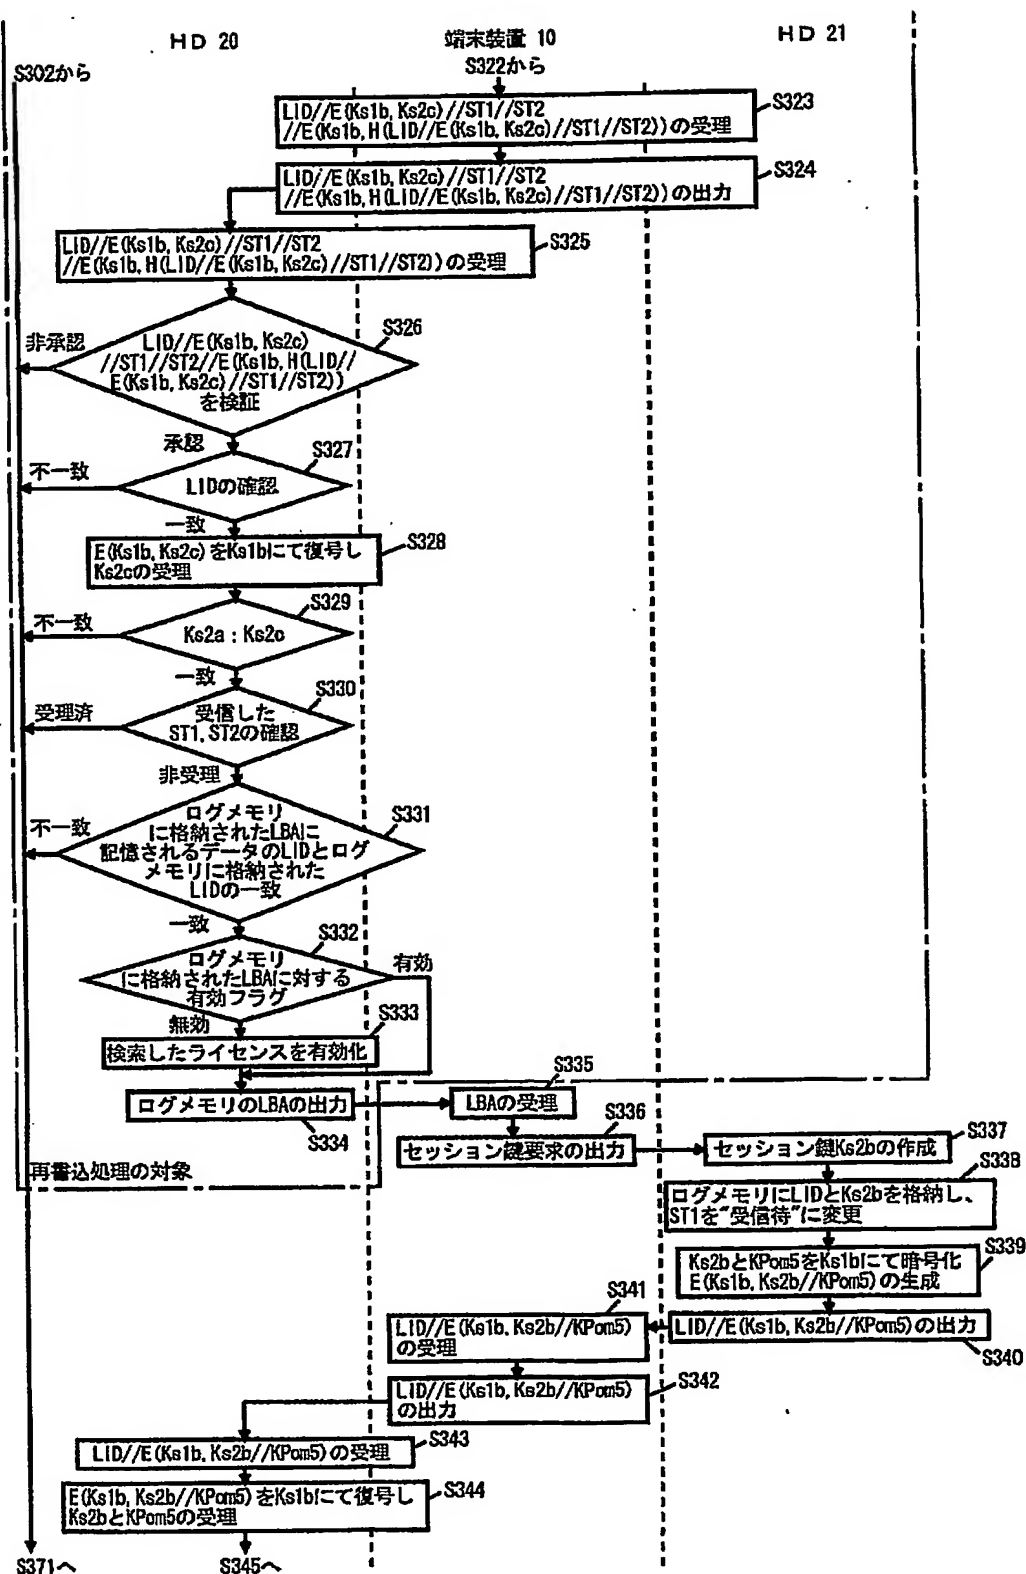 HD 20
端末装置 10
HD 21
S302から
S322から
LID//E(Ks1b, Ks2c)//ST1//ST2
//E(Ks1b, H(LID//E(Ks1b, Ks2c)//ST1//ST2))の受理
S323
LID//E(Ks1b, Ks2c)//ST1//ST2
//E(Ks1b, H(LID//E(Ks1b, Ks2c)//ST1//ST2))の出力
S324
LID//E(Ks1b, Ks2c)//ST1//ST2
//E(Ks1b, H(LID//E(Ks1b, Ks2c)//ST1//ST2))の受理
S325
S326
非承認
LID//E(Ks1b, Ks2c)
//ST1//ST2//E(Ks1b, H(LID//
E(Ks1b, Ks2c)//ST1//ST2))
を検証
承認
S327
不一致
LIDの確認
一致
E(Ks1b, Ks2c)をKs1bにて復号し
Ks2cの受理
S328
S329
不一致
Ks2a : Ks2c
一致
S330
受理済
受信した
ST1, ST2の確認
非受理
S331
不一致
ログメモリ
に格納されたLBAに
記憶されるデータのLIDとログ
メモリに格納された
LIDの一致
一致
S332
ログメモリ
に格納されたLBAに対する
有効フラグ
有効
無効
S333
検索したライセンスを有効化
ログメモリのLBAの出力
S334
S335
LBAの受理
S336
セッション鍵要求の出力
S337
セッション鍵Ks2bの作成
S338
再書込処理の対象
ログメモリにLIDとKs2bを格納し、
ST1を"受信待"に変更
S339
Ks2bとKPom5をKs1bにて暗号化
E(Ks1b, Ks2b//KPom5)の生成
LID//E(Ks1b, Ks2b//KPom5)の出力
S340
S341
LID//E(Ks1b, Ks2b//KPom5)
の受理
LID//E(Ks1b, Ks2b//KPom5)
の出力
S342
LID//E(Ks1b, Ks2b//KPom5)の受理
S343
E(Ks1b, Ks2b//KPom5)をKs1bにて復号し
Ks2bとKPom5の受理
S344
S371へ
S345へ